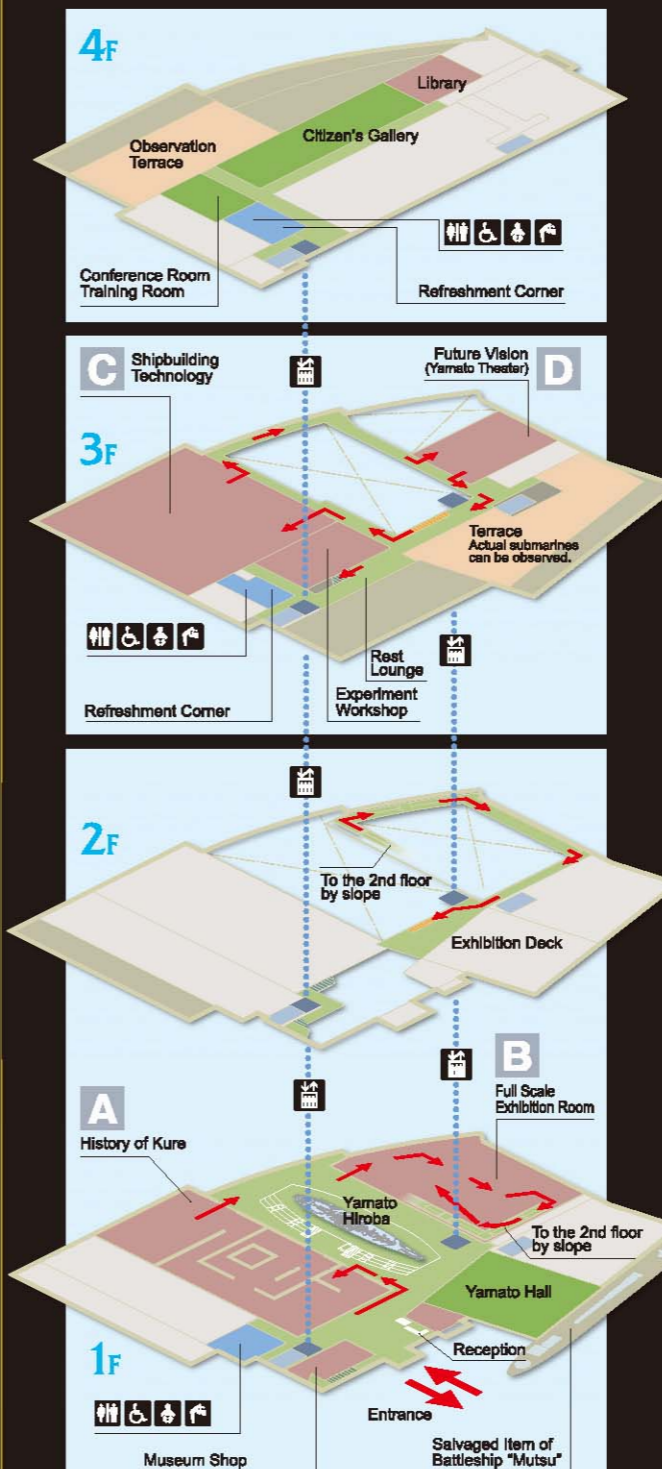 4F
Library
Citizen's Gallery
Observation
Terrace
Conference Room
Training Room
Refreshment Corner
C
Shipbuilding
Technology
Future Vision
(Yamato Theater)
D
3F
Terrace
Actual submarines
can be observed.
Rest
Lounge
Experiment
Workshop
Refreshment Corner
2F
To the 2nd floor
by slope
Exhibition Deck
A
History of Kure
B
Full Scale
Exhibition Room
Yamato
Hiroba
To the 2nd floor
by slope
Yamato Hall
Reception
1F
Entrance
Museum Shop
Salvaged Item of
Battleship "Mutsu"